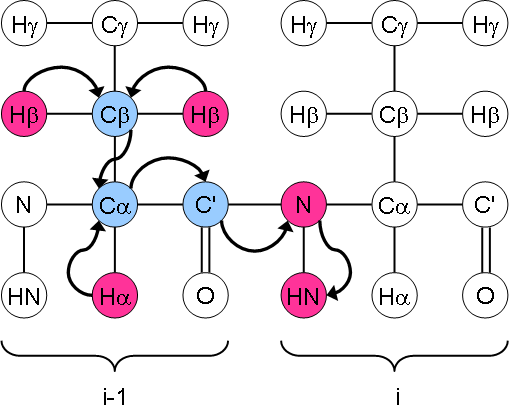 Hγ Cγ Hγ Hγ Cγ Hγ
Hβ Cβ Hβ Hβ Cβ Hβ
N Cα C' N Cα C'
HN Hα O HN Hα O
i-1 i